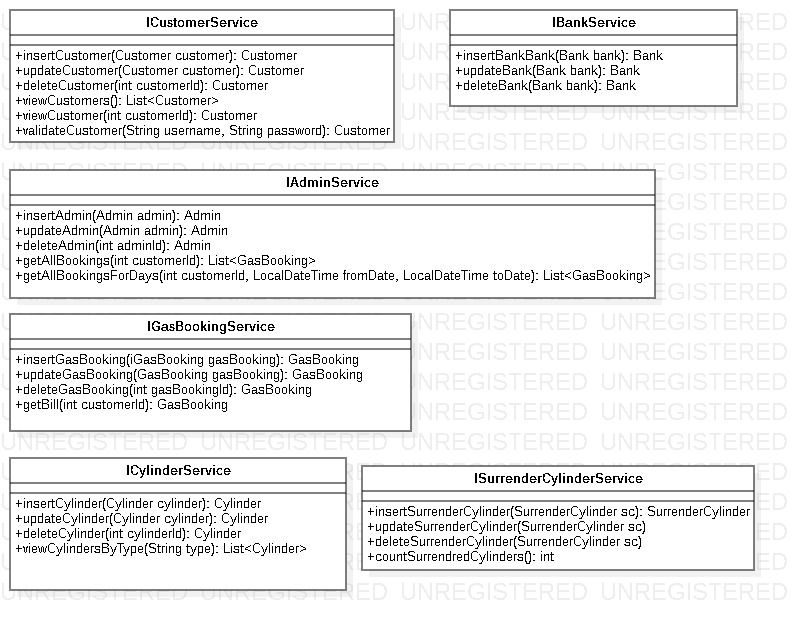 ICustomerService
+insertCustomer(Customer customer): Customer
+updateCustomer(Customer customer): Customer
+deleteCustomer(int customerId): Customer
+viewCustomers(): List<Customer>
+viewCustomer(int customerId): Customer
+validateCustomer(String username, String password): Customer
IBankService
+insertBankBank(Bank bank): Bank
+updateBank(Bank bank): Bank
+deleteBank(Bank bank): Bank
IAdminService
+insertAdmin(Admin admin): Admin
+updateAdmin(Admin admin): Admin
+deleteAdmin(int adminId): Admin
+getAllBookings(int customerId): List<GasBooking>
+getAllBookingsForDays(int customerId, LocalDateTime fromDate, LocalDateTime toDate): List<GasBooking>
IGasBookingService
+insertGasBooking(iGasBooking gasBooking): GasBooking
+updateGasBooking(GasBooking gasBooking): GasBooking
+deleteGasBooking(int gasBookingId): GasBooking
+getBill(int customerId): GasBooking
UNREGISTERED UNREGISTERED UNREGISTERED UNREGISTERED
ICylinderService
+insertCylinder(Cylinder cylinder): Cylinder
+updateCylinder(Cylinder cylinder): Cylinder
+deleteCylinder(int cylinderId): Cylinder
+viewCylindersByType(String type): List<Cylinder>
ISurrenderCylinderService
+insertSurrenderCylinder(SurrenderCylinder sc): SurrenderCylinder
+updateSurrenderCylinder(SurrenderCylinder sc)
+deleteSurrenderCylinder(SurrenderCylinder sc)
+countSurrendredCylinders(): int